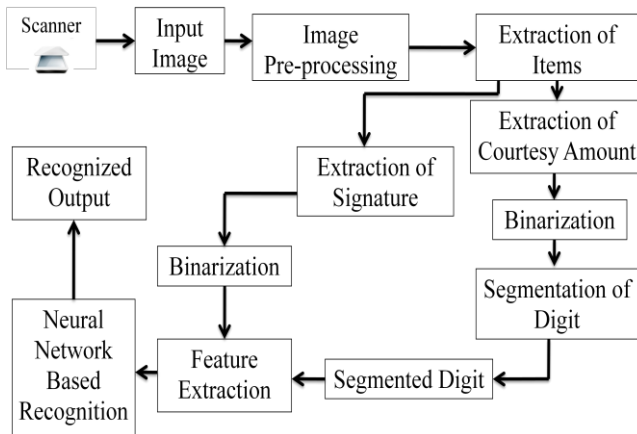 Scanner
Input
Image
Image
Pre-processing
Extraction of
Items
Extraction of
Courtesy Amount
Extraction of
Signature
Recognized
Output
Binarization
Binarization
Segmentation of
Digit
Neural
Network
Based
Recognition
Feature
Extraction
Segmented Digit